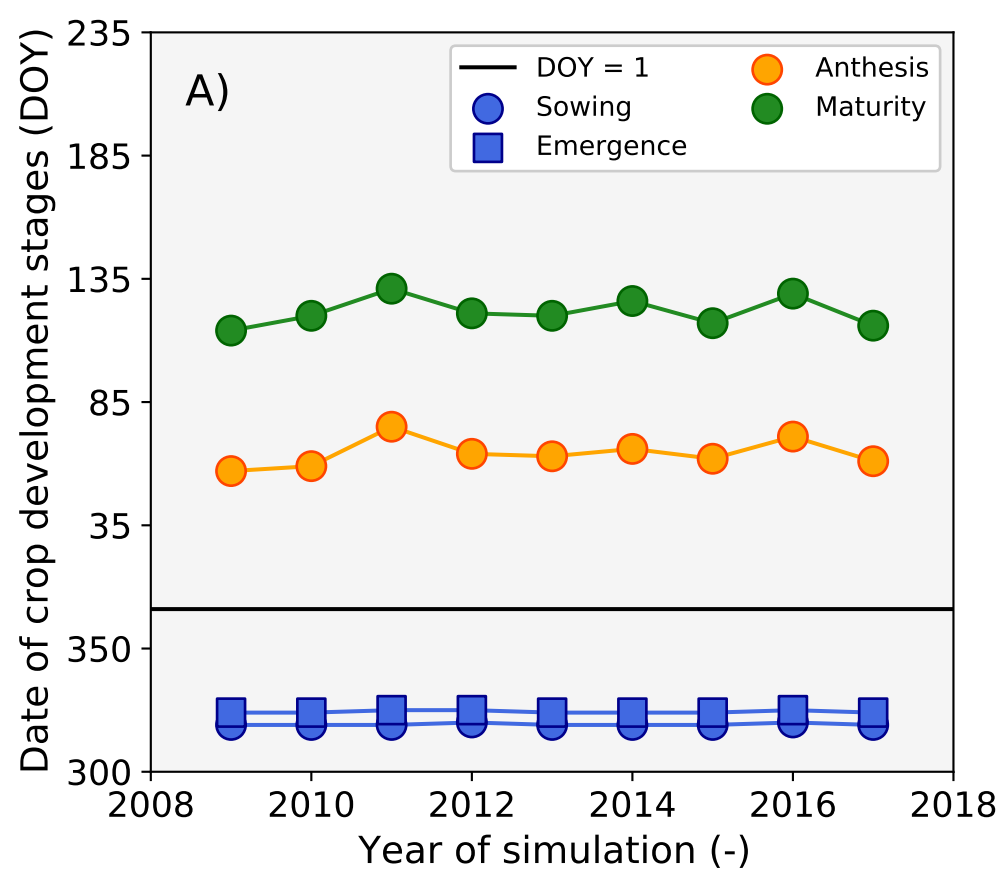 Date of crop development stages (DOY)
235
185
135
85
35
350
300
A)
DOY = 1
Sowing
Emergence
Anthesis
Maturity
2008 2010 2012 2014 2016 2018
Year of simulation (-)